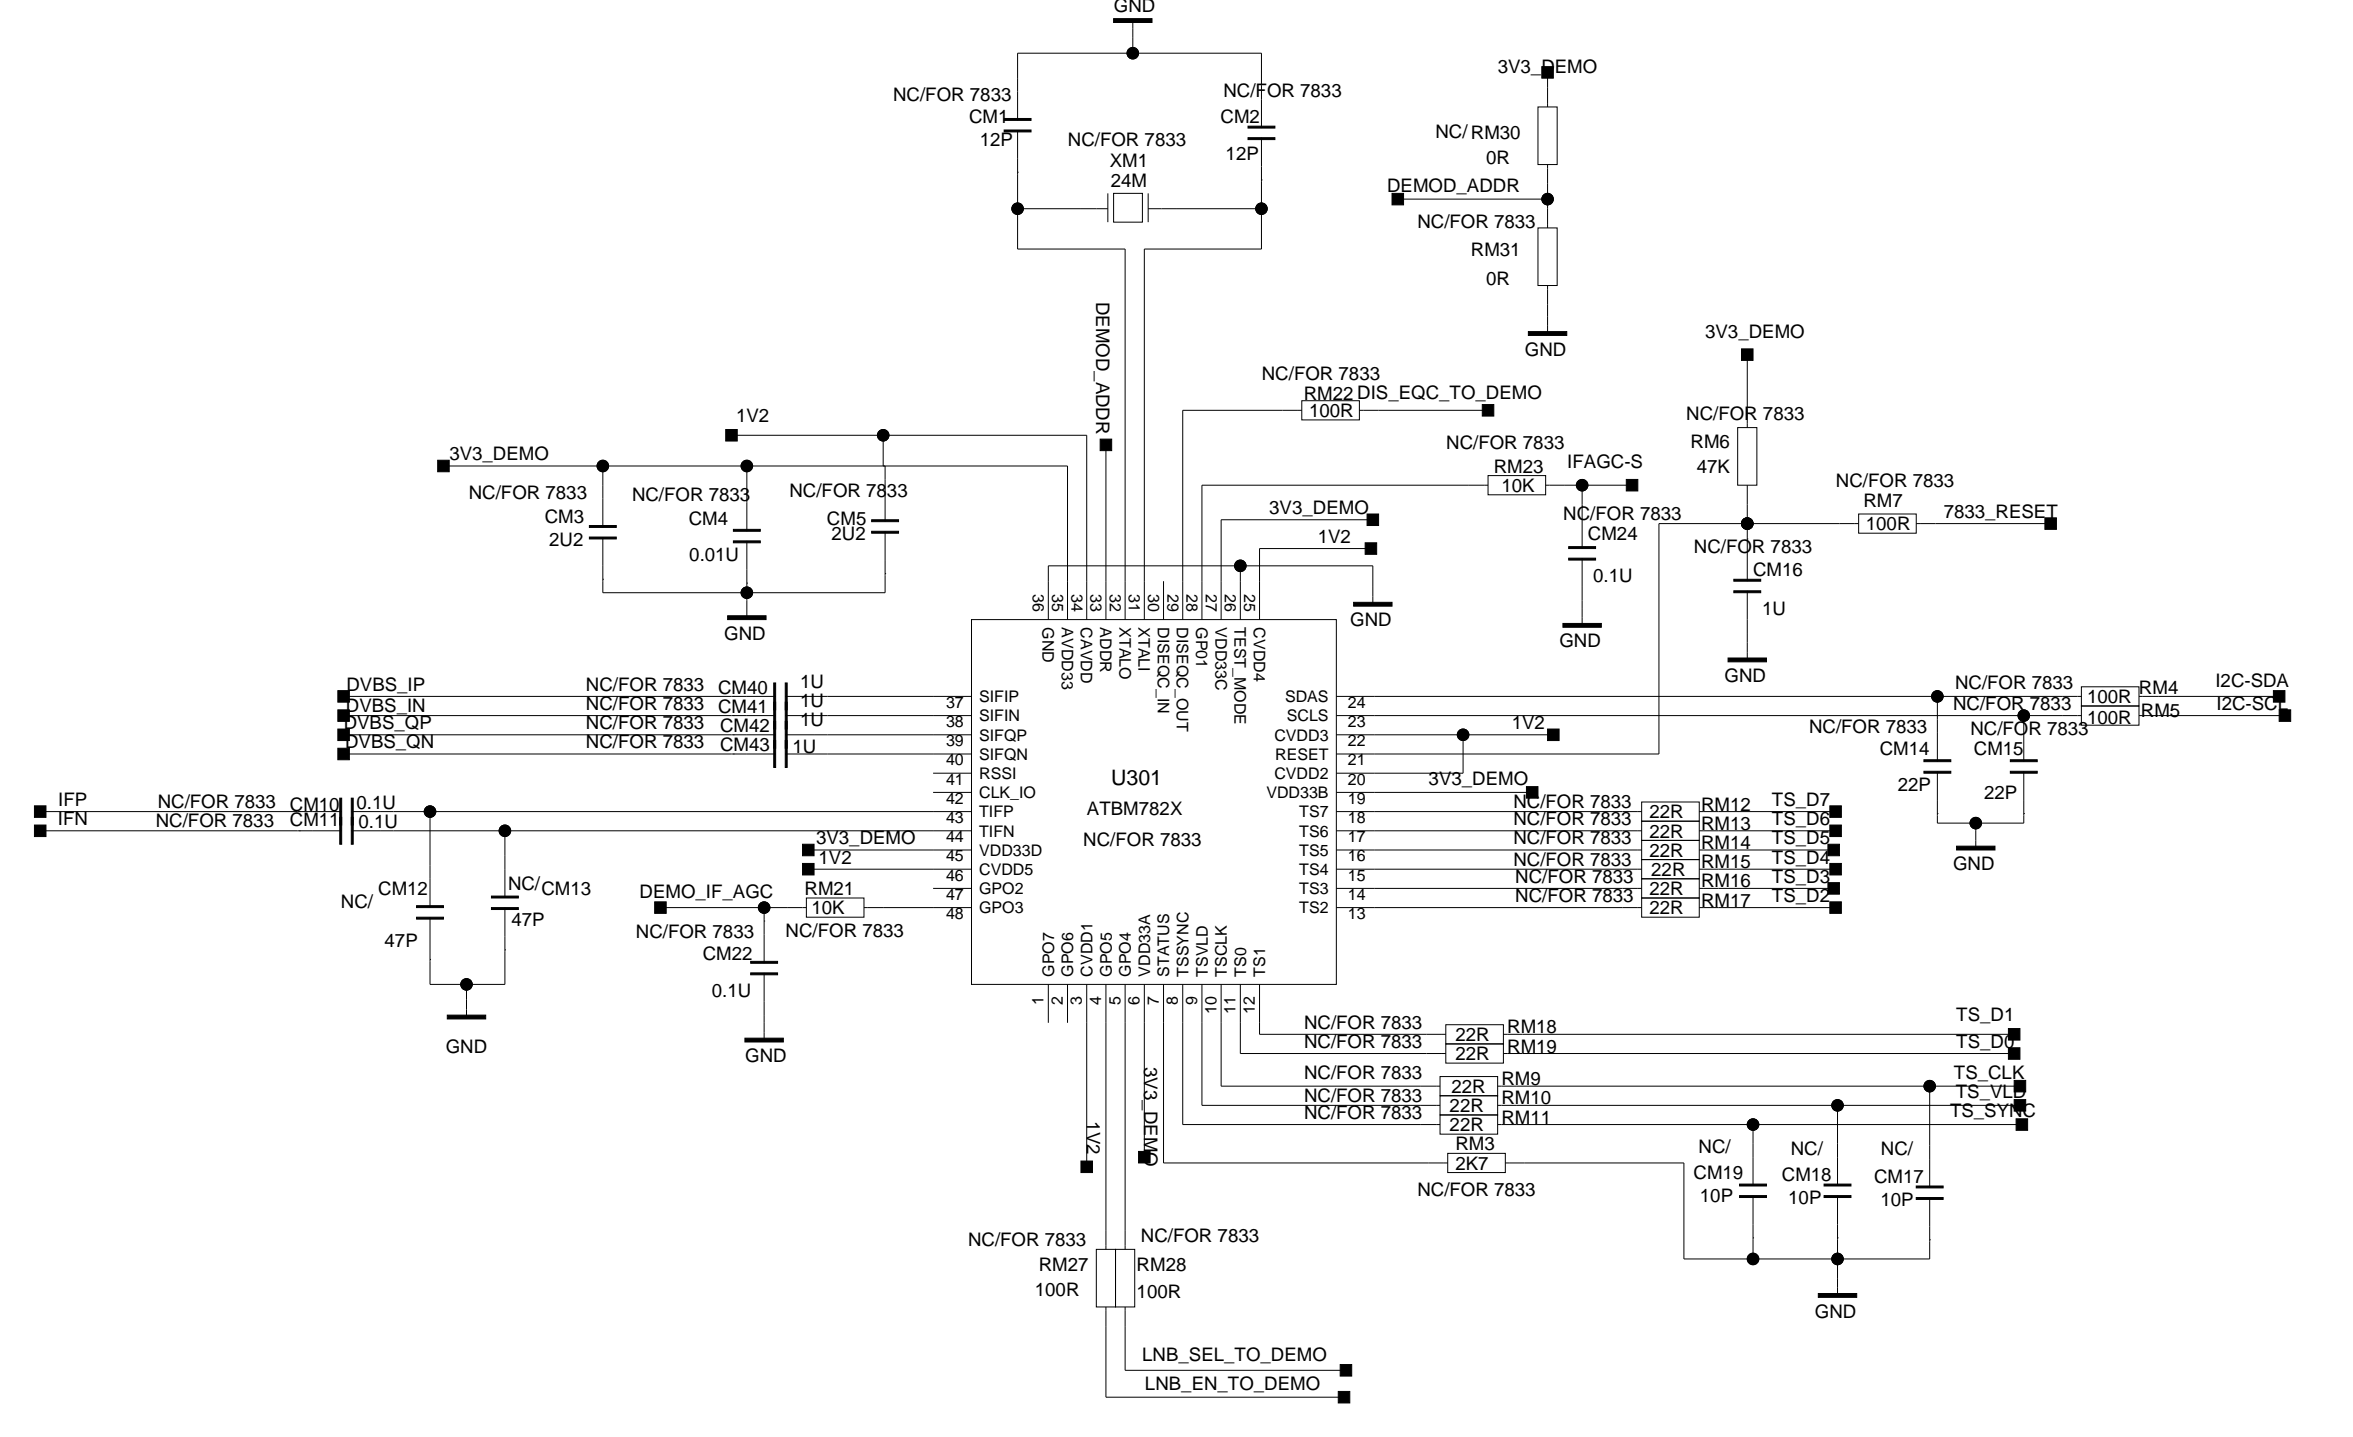 GND
NC/FOR 7833
CM1
12P
NC/FOR 7833
CM2
12P
NC/FOR 7833
XM1
24M
3V3_DEMO
NC/ RM30
0R
DEMOD_ADDR
NC/FOR 7833
RM31
0R
GND
DEMOD_ADDR
3V3_DEMO
NC/FOR 7833
RM6
47K
NC/FOR 7833
RM7
100R
7833_RESET
NC/FOR 7833
CM16
1U
GND
NC/FOR 7833
RM22
100R
DIS_EQC_TO_DEMO
NC/FOR 7833
RM23
10K
IFAGC-S
NC/FOR 7833
CM24
0.1U
GND
3V3_DEMO
1V2
GND
1V2
3V3_DEMO
NC/FOR 7833
CM3
2U2
NC/FOR 7833
CM4
0.01U
NC/FOR 7833
CM5
2U2
GND
36
35
34
33
32
31
30
29
28
27
26
25
GND
AVDD33
CAVDD
ADDR
XTALO
XTALI
DISEQC_IN
DISEQC_OUT
GP01
VDD33C
TEST_MODE
CVDD4
DVBS_IP NC/FOR 7833 CM40 1U
DVBS_IN NC/FOR 7833 CM41 1U
DVBS_QP NC/FOR 7833 CM42 1U
DVBS_QN NC/FOR 7833 CM43 1U
37 SIFIP
38 SIFIN
39 SIFQP
40 SIFQN
41 RSSI
42 CLK_IO
43 TIFP
44 TIFN
45 VDD33D
46 CVDD5
47 GPO2
48 GPO3
U301
ATBM782X
NC/FOR 7833
SDAS 24
SCLS 23
CVDD3 22
RESET 21
CVDD2 20
VDD33B 19
TS7 18
TS6 17
TS5 16
TS4 15
TS3 14
TS2 13
IFP NC/FOR 7833 CM10 0.1U
IFN NC/FOR 7833 CM11 0.1U
3V3_DEMO
1V2
NC/
CM12
47P
NC/ CM13
47P
GND
DEMO_IF_AGC
RM21
10K
NC/FOR 7833
NC/FOR 7833
CM22
0.1U
GND
NC/FOR 7833 100R RM4 I2C-SDA
NC/FOR 7833 100R RM5 I2C-SC
NC/FOR 7833
CM14
22P
NC/FOR 7833
CM15
22P
GND
1V2
3V3_DEMO
NC/FOR 7833 22R RM12 TS_D7
NC/FOR 7833 22R RM13 TS_D6
NC/FOR 7833 22R RM14 TS_D5
NC/FOR 7833 22R RM15 TS_D4
NC/FOR 7833 22R RM16 TS_D3
NC/FOR 7833 22R RM17 TS_D2
GPO7
GPO6
CVDD1
GPO5
GPO4
VDD33A
STATUS
TSSYNC
TSVLD
TSCLK
TS0
TS1
1
2
3
4
5
6
7
8
9
10
11
12
1V2
3V3_DEMO
NC/FOR 7833 22R RM18 TS_D1
NC/FOR 7833 22R RM19 TS_D0
NC/FOR 7833 22R RM9 TS_CLK
NC/FOR 7833 22R RM10 TS_VLD
NC/FOR 7833 22R RM11 TS_SYNC
RM3
2K7
NC/FOR 7833
NC/
CM19
10P
NC/
CM18
10P
NC/
CM17
10P
GND
NC/FOR 7833
RM27
100R
NC/FOR 7833
RM28
100R
LNB_SEL_TO_DEMO
LNB_EN_TO_DEMO